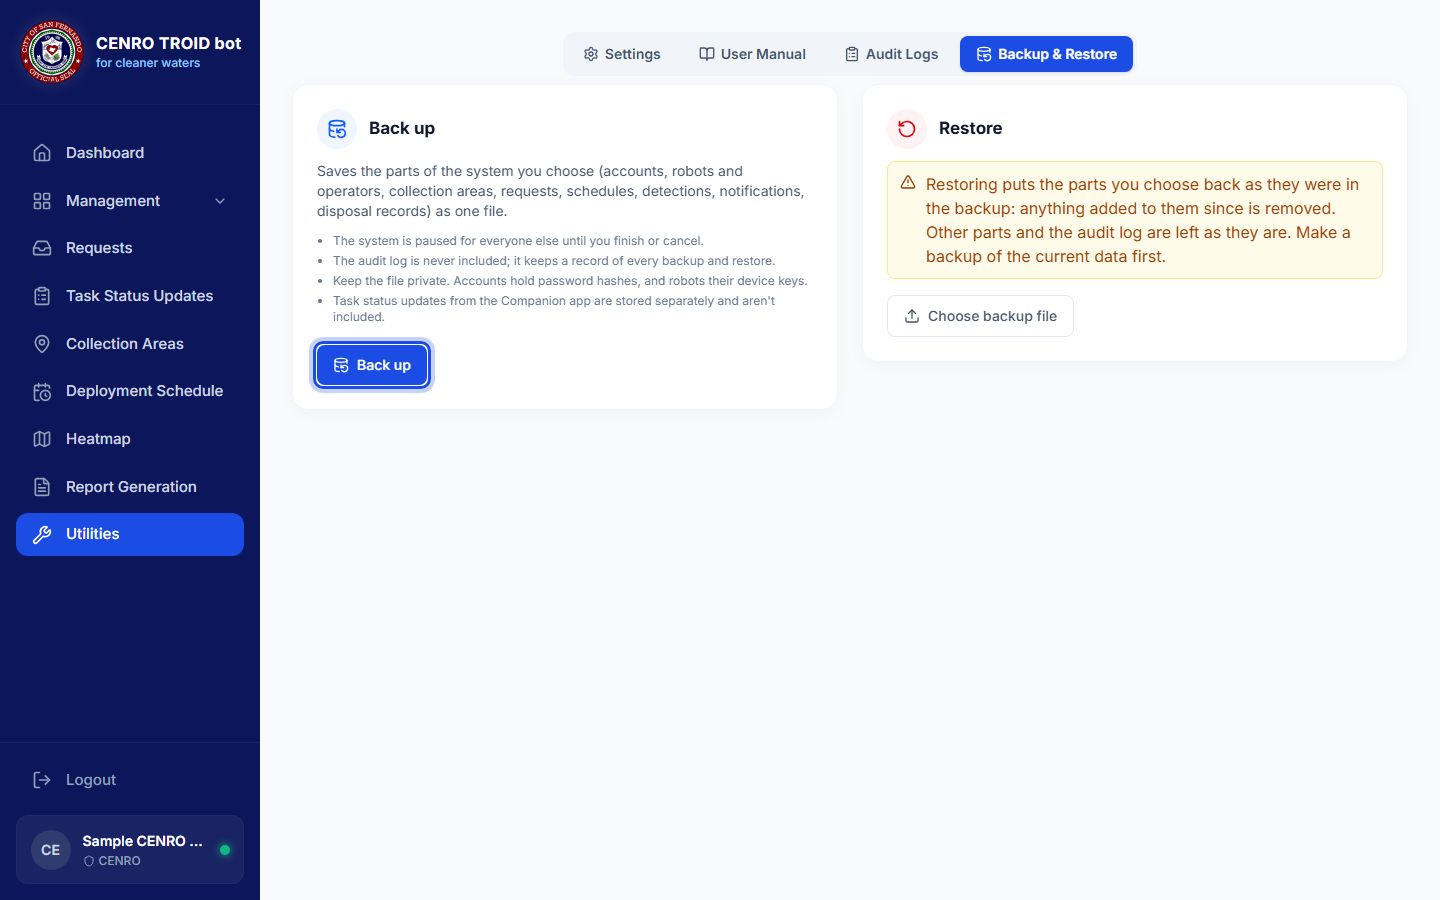 CITY OF SAN FERNANDO
OFFICIAL SEAL
CENRO TROID bot
for cleaner waters
Dashboard
Management
Requests
Task Status Updates
Collection Areas
Deployment Schedule
Heatmap
Report Generation
Utilities
Logout
CE
Sample CENRO ...
CENRO
Settings
User Manual
Audit Logs
Backup & Restore
Back up
Saves the parts of the system you choose (accounts, robots and
operators, collection areas, requests, schedules, detections, notifications,
disposal records) as one file.
• The system is paused for everyone else until you finish or cancel.
• The audit log is never included; it keeps a record of every backup and restore.
• Keep the file private. Accounts hold password hashes, and robots their device keys.
• Task status updates from the Companion app are stored separately and aren't
included.
Back up
Restore
Restoring puts the parts you choose back as they were in
the backup: anything added to them since is removed.
Other parts and the audit log are left as they are. Make a
backup of the current data first.
Choose backup file